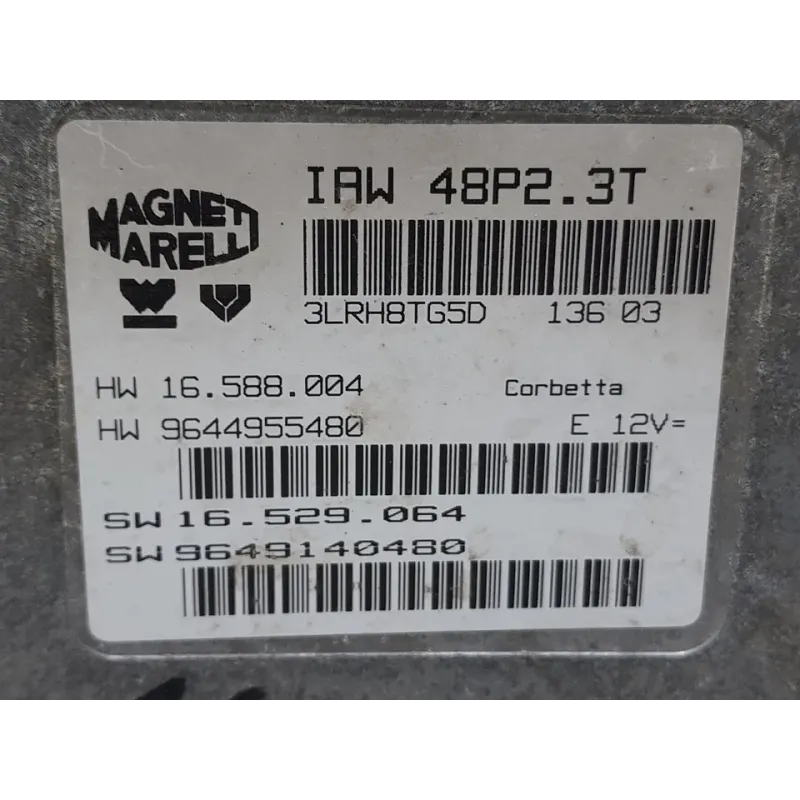 MAGNETI
MARELLI
IAW 48P2.3T
3LRH8TG5D 136 03
HW 16.588.004 Corbetta
HW 9644955480 E 12V=
SW 16.529.064
SW 9649140480